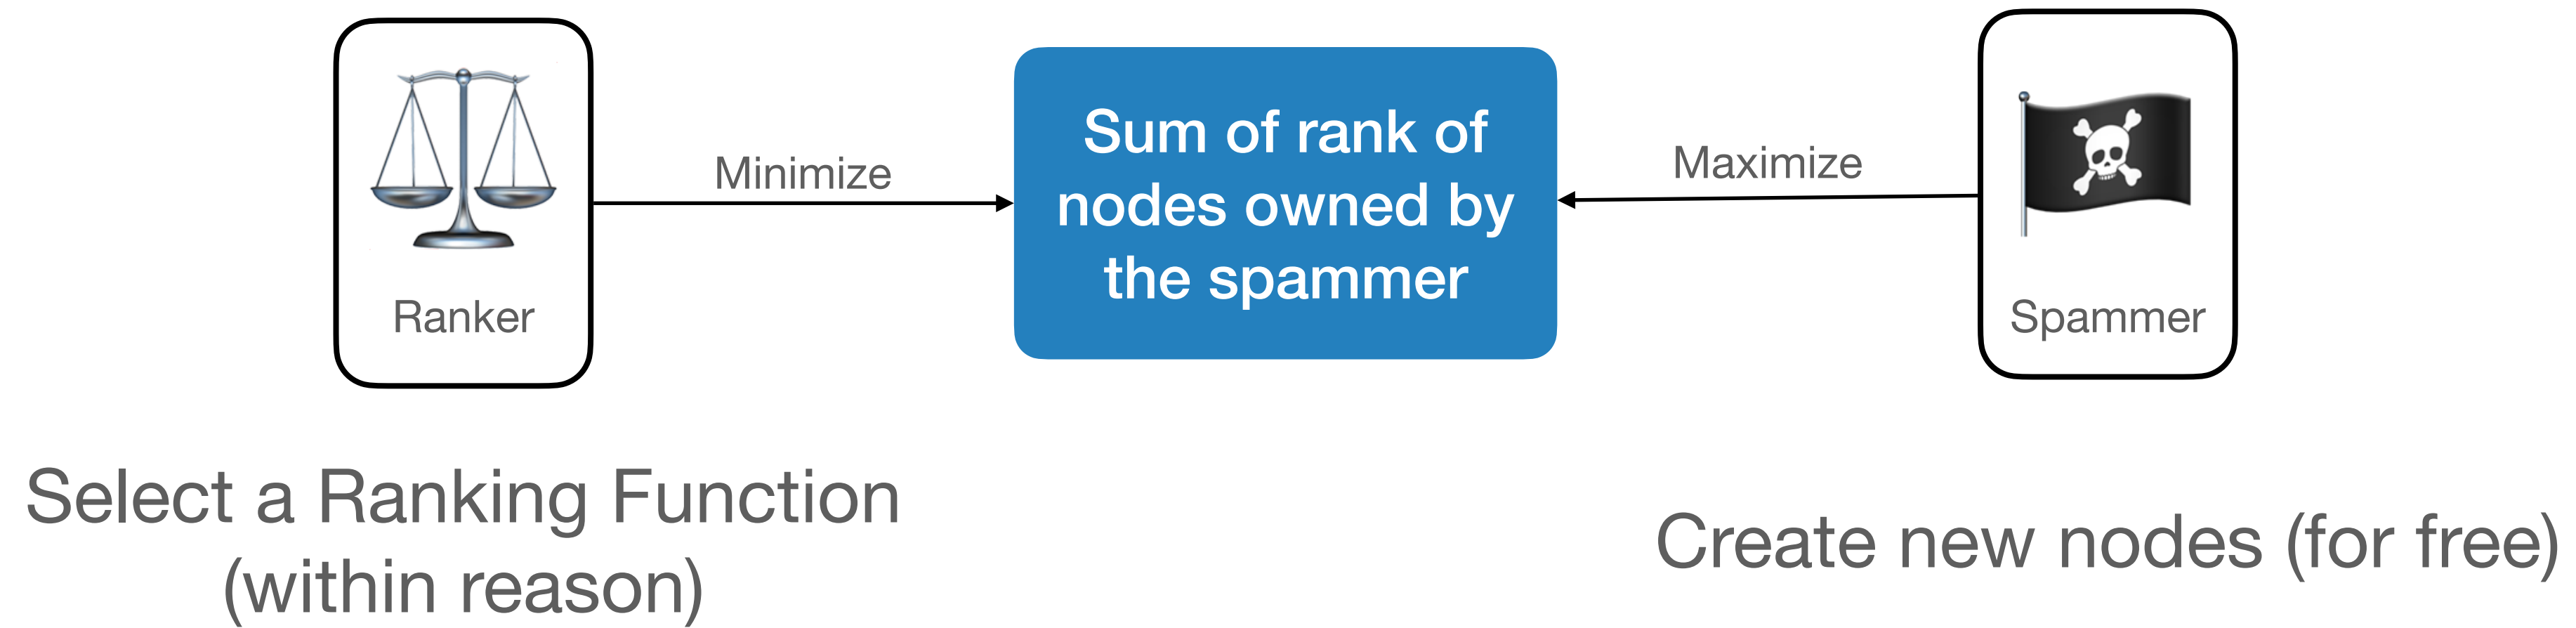 Ranker
Minimize
Sum of rank of
nodes owned by
the spammer
Maximize
Spammer
Select a Ranking Function
(within reason)
Create new nodes (for free)